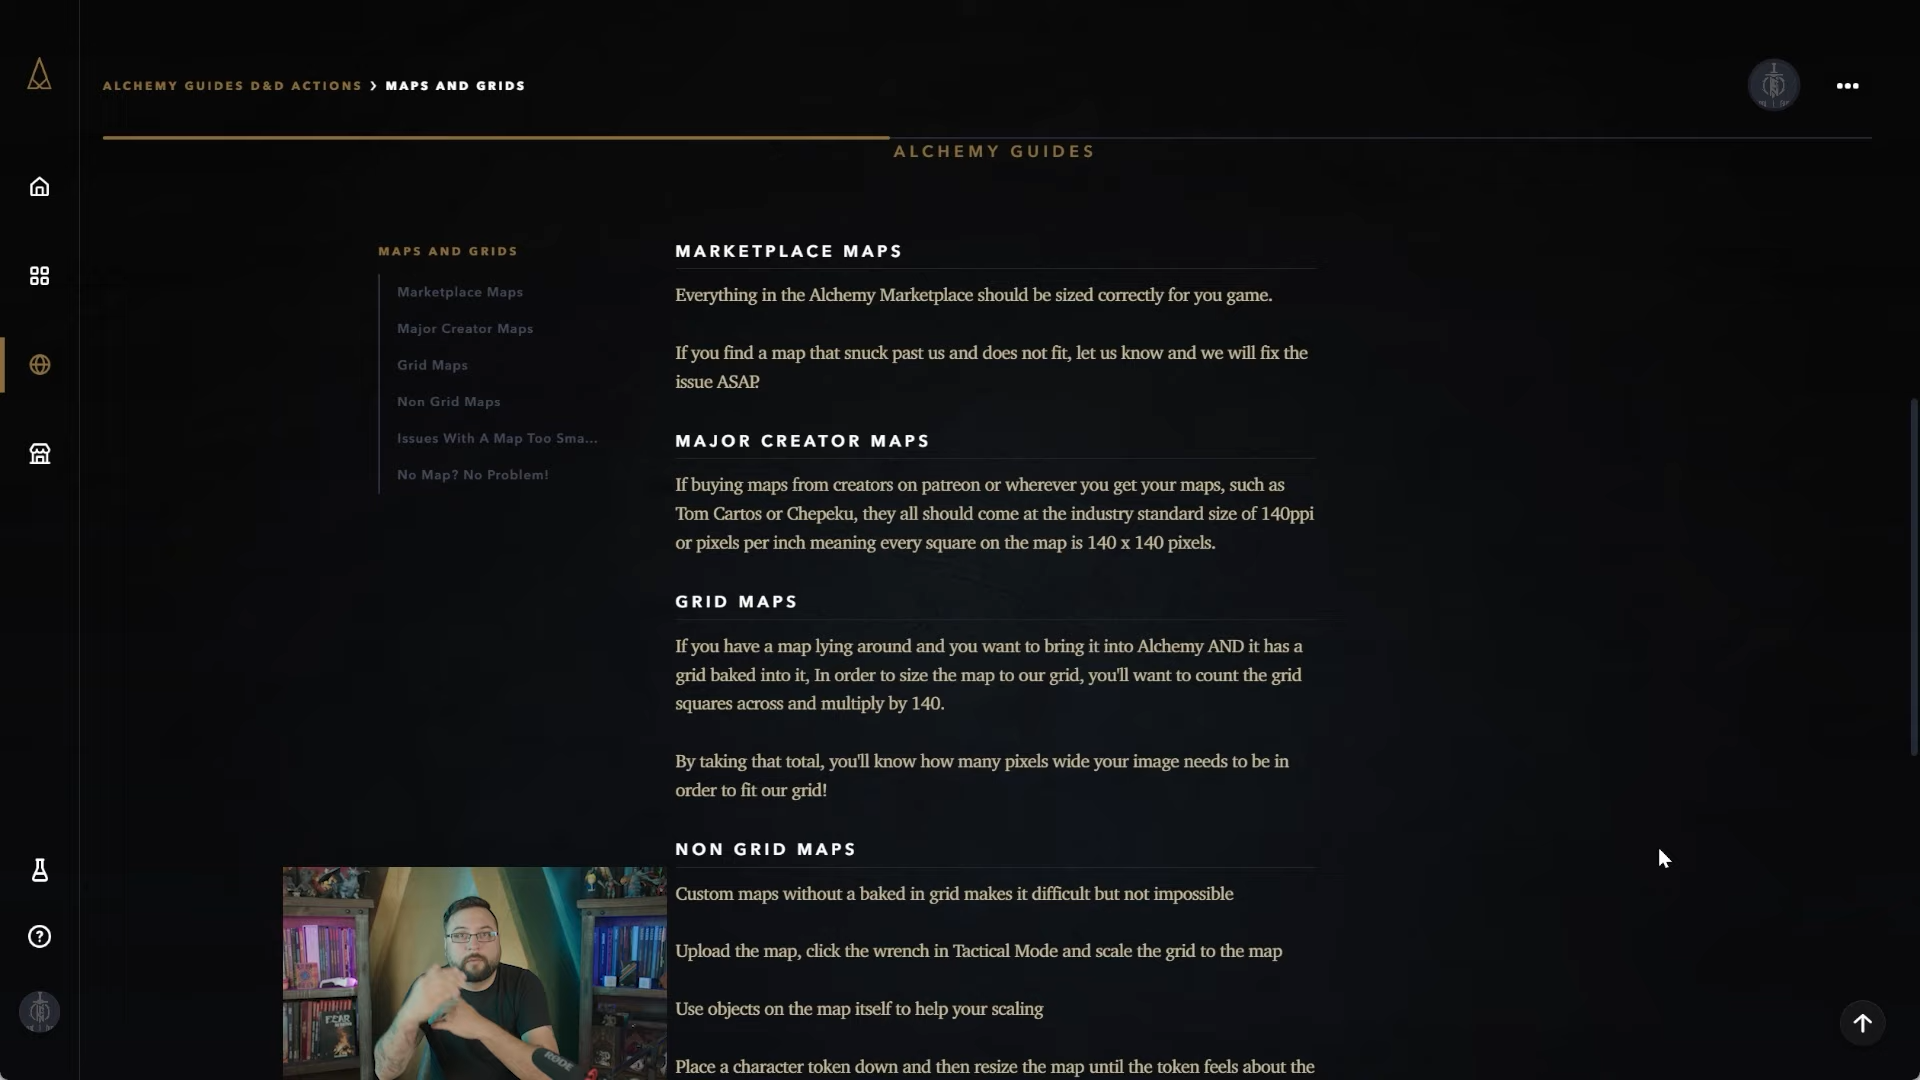 ALCHEMY GUIDES D&D ACTIONS > MAPS AND GRIDS
ALCHEMY GUIDES
MAPS AND GRIDS
Marketplace Maps
Major Creator Maps
Grid Maps
Non Grid Maps
Issues With A Map Too Sma...
No Map? No Problem!
MARKETPLACE MAPS
Everything in the Alchemy Marketplace should be sized correctly for you game.
If you find a map that snuck past us and does not fit, let us know and we will fix the
issue ASAP.
MAJOR CREATOR MAPS
If buying maps from creators on patreon or wherever you get your maps, such as
Tom Cartos or Chepeku, they all should come at the industry standard size of 140ppi
or pixels per inch meaning every square on the map is 140 x 140 pixels.
GRID MAPS
If you have a map lying around and you want to bring it into Alchemy AND it has a
grid baked into it, In order to size the map to our grid, you'll want to count the grid
squares across and multiply by 140.
By taking that total, you'll know how many pixels wide your image needs to be in
order to fit our grid!
NON GRID MAPS
Custom maps without a baked in grid makes it difficult but not impossible
Upload the map, click the wrench in Tactical Mode and scale the grid to the map
Use objects on the map itself to help your scaling
Place a character token down and then resize the map until the token feels about the
FEAR
RØDE